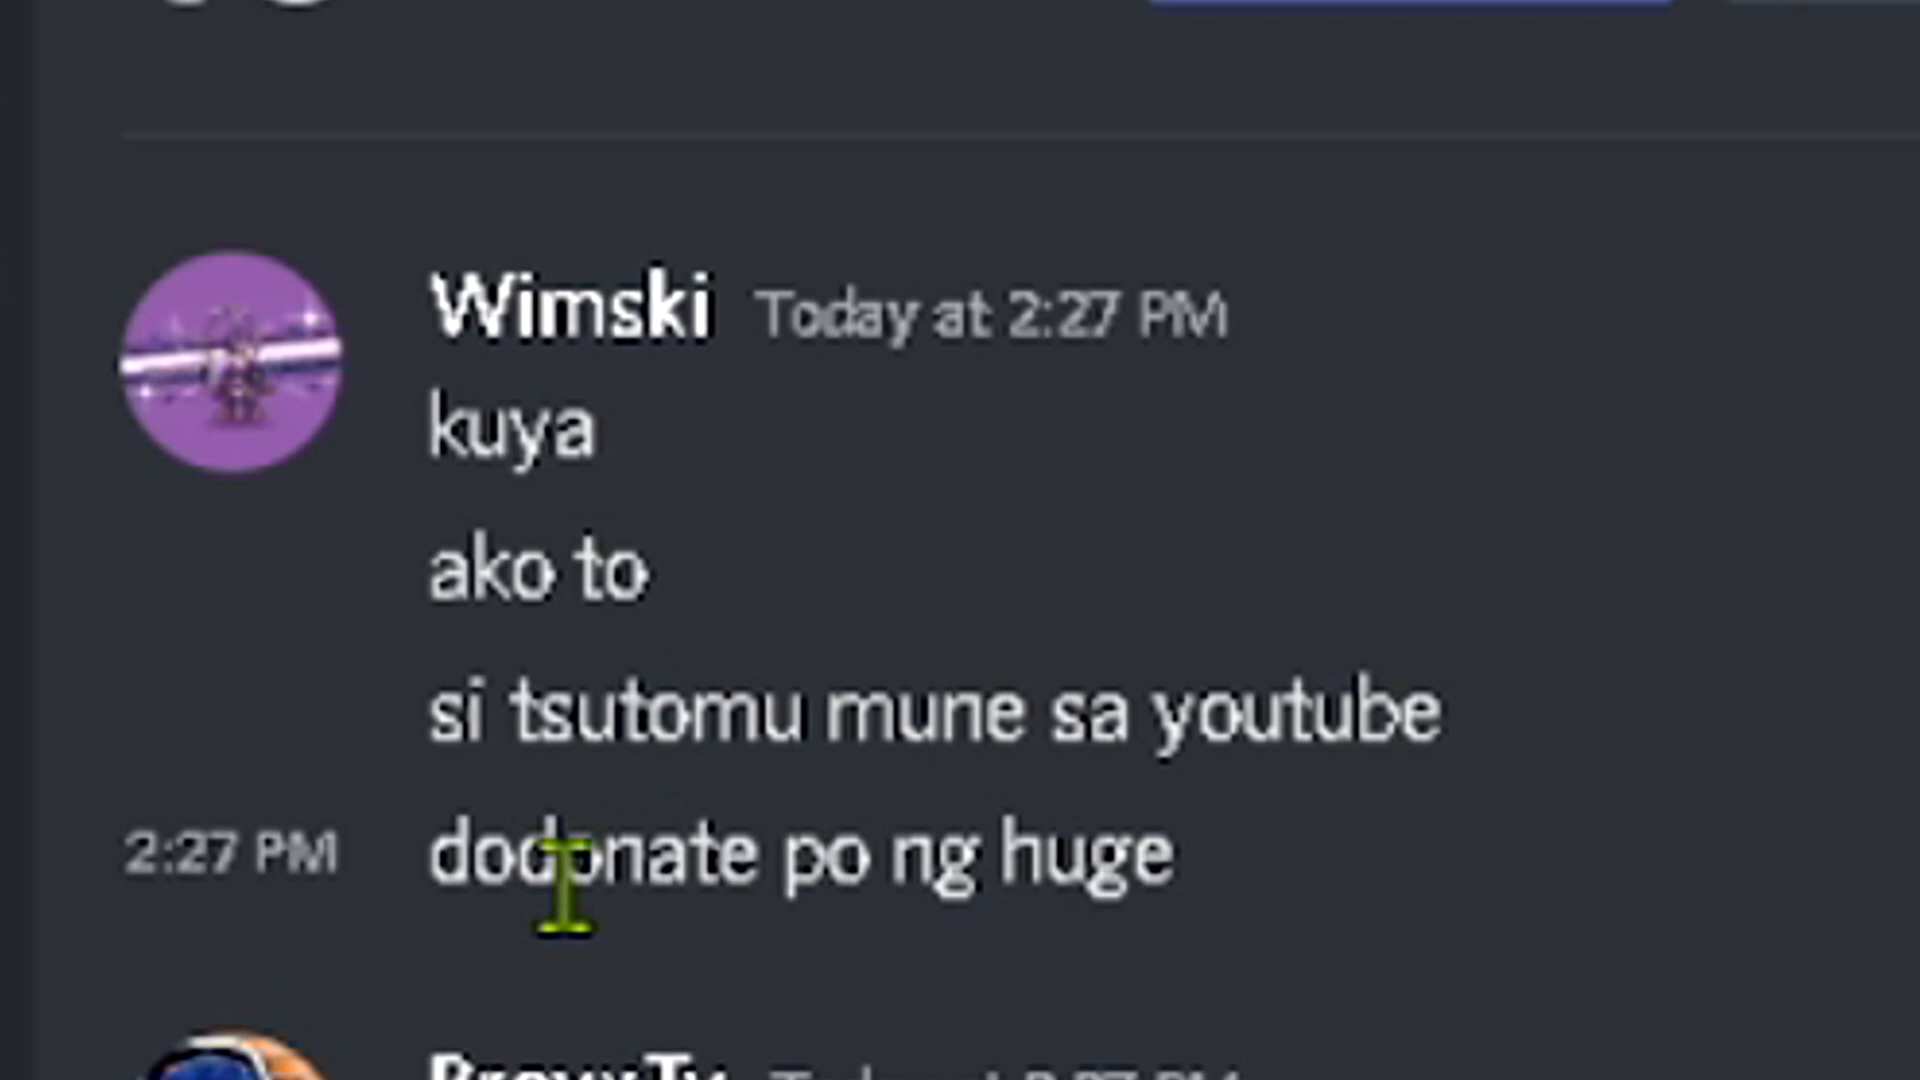 Wimski Today at 2:27 PM
kuya
ako to
si tsutomu mune sa youtube
2:27 PM dodonate po ng huge